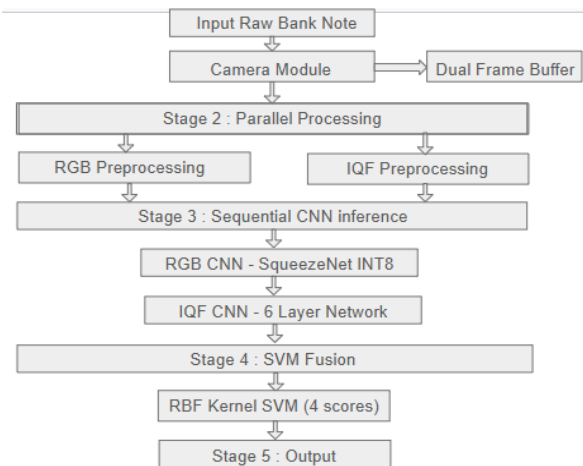 Input Raw Bank Note
Camera Module
Dual Frame Buffer
Stage 2 : Parallel Processing
RGB Preprocessing
IQF Preprocessing
Stage 3 : Sequential CNN inference
RGB CNN - SqueezeNet INT8
IQF CNN - 6 Layer Network
Stage 4 : SVM Fusion
RBF Kernel SVM (4 scores)
Stage 5 : Output